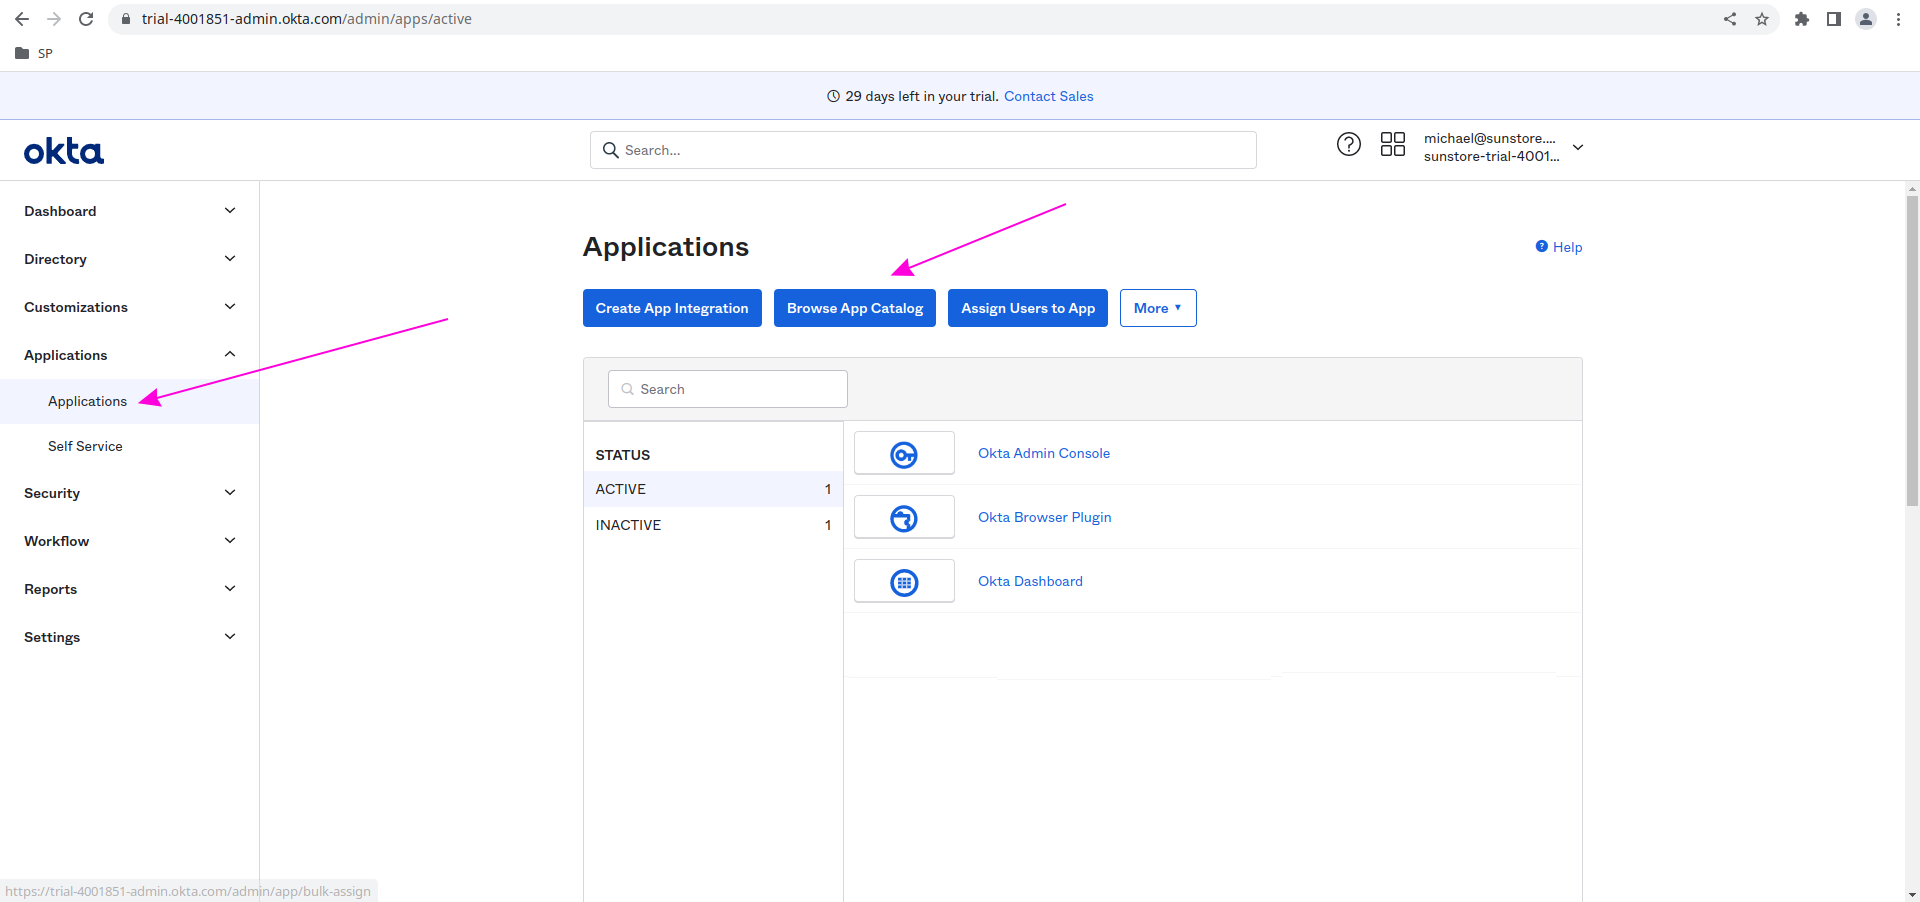 trial-4001851-admin.okta.com/admin/apps/active
SP
29 days left in your trial. Contact Sales
okta
Search...
michael@sunstore....
sunstore-trial-4001...
Dashboard
Directory
Customizations
Applications
Applications
Self Service
Security
Workflow
Reports
Settings
Applications
Help
Create App Integration
Browse App Catalog
Assign Users to App
More
Search
STATUS
ACTIVE 1
INACTIVE 1
Okta Admin Console
Okta Browser Plugin
Okta Dashboard
https://trial-4001851-admin.okta.com/admin/app/bulk-assign